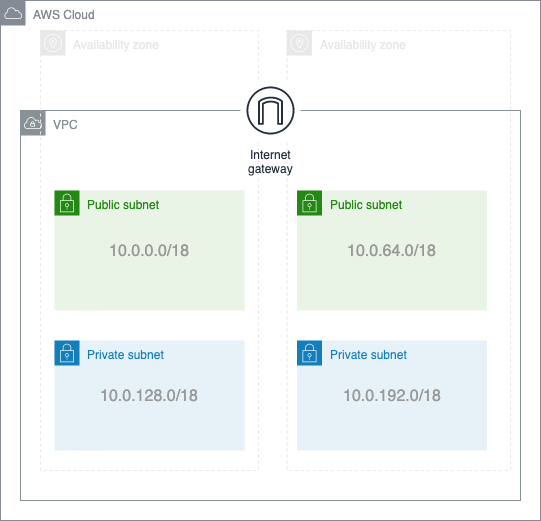 AWS Cloud
Availability zone
Availability zone
VPC
Internet
gateway
Public subnet
10.0.0.0/18
Public subnet
10.0.64.0/18
Private subnet
10.0.128.0/18
Private subnet
10.0.192.0/18